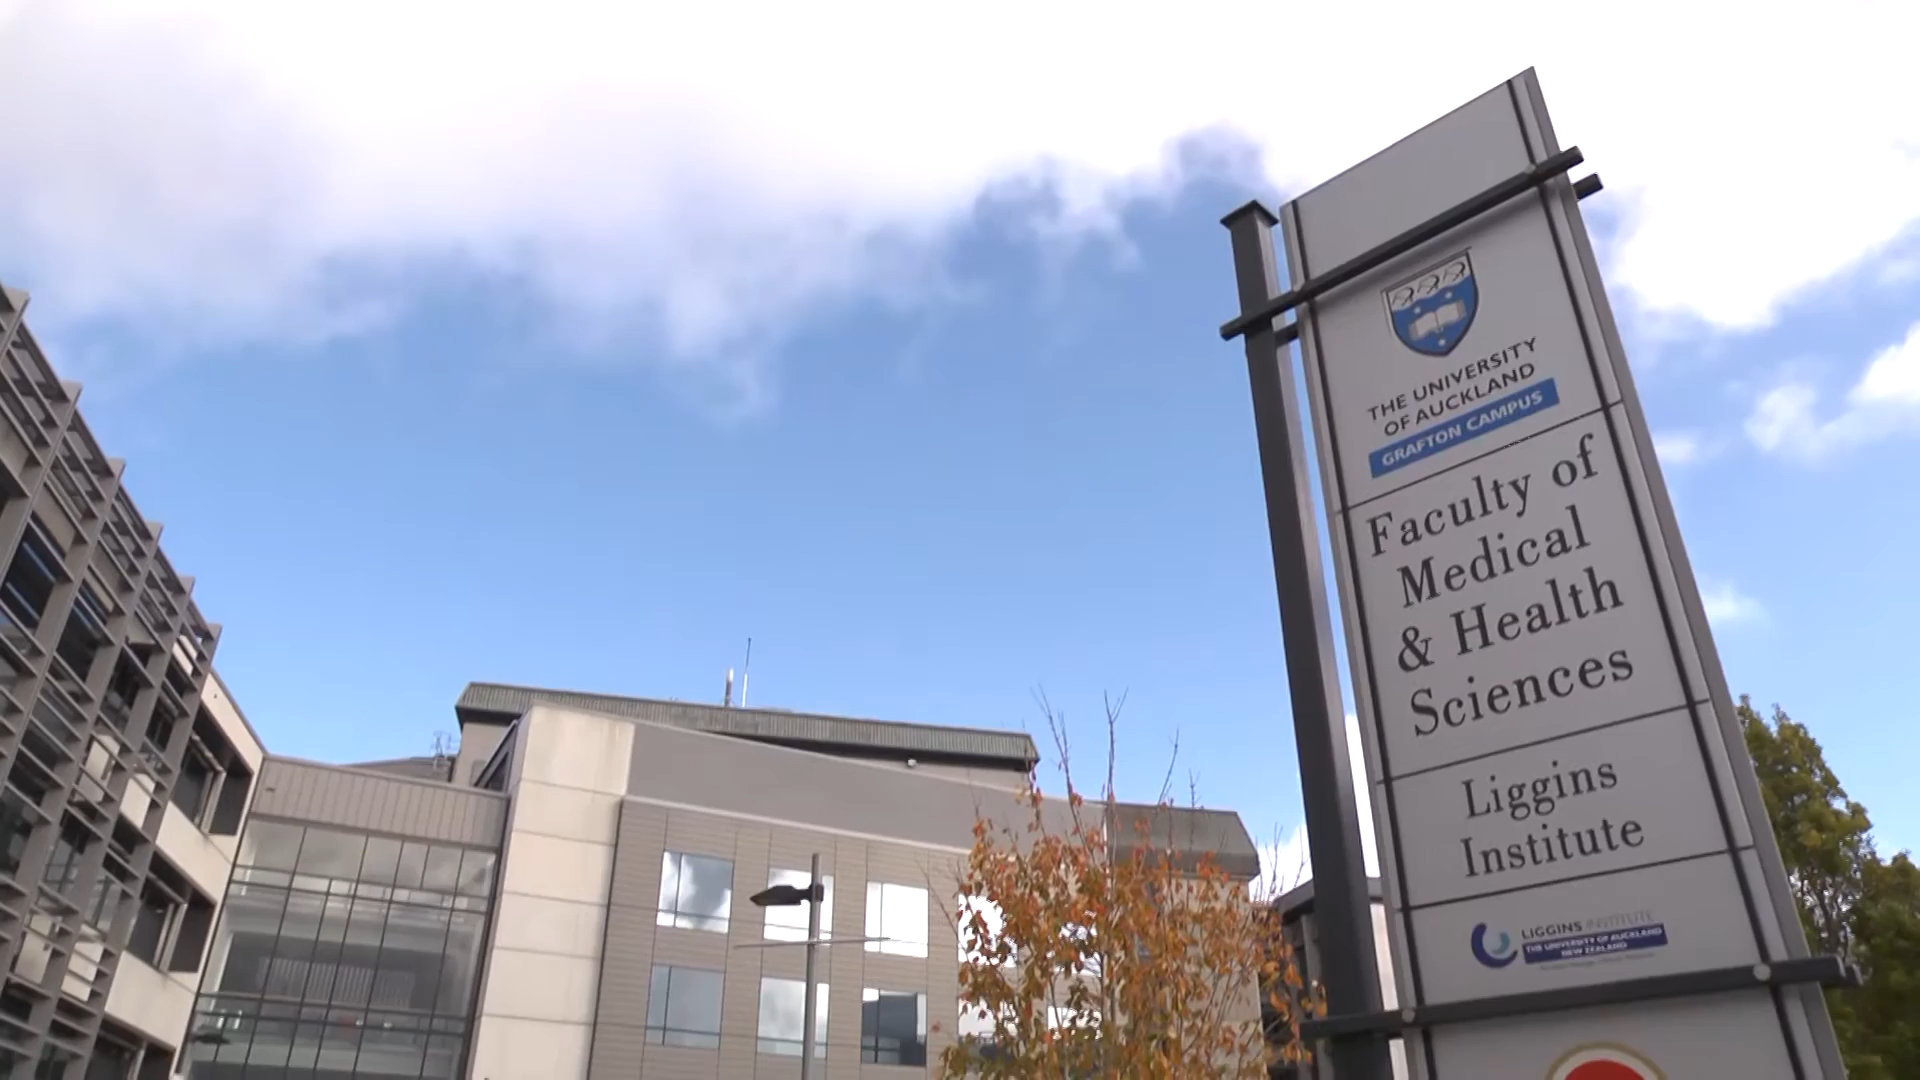 THE UNIVERSITY
OF AUCKLAND
GRAFTON CAMPUS
Faculty of
Medical
& Health
Sciences
Liggins
Institute
LIGGINS INSTITUTE
THE UNIVERSITY OF AUCKLAND
NEW ZEALAND